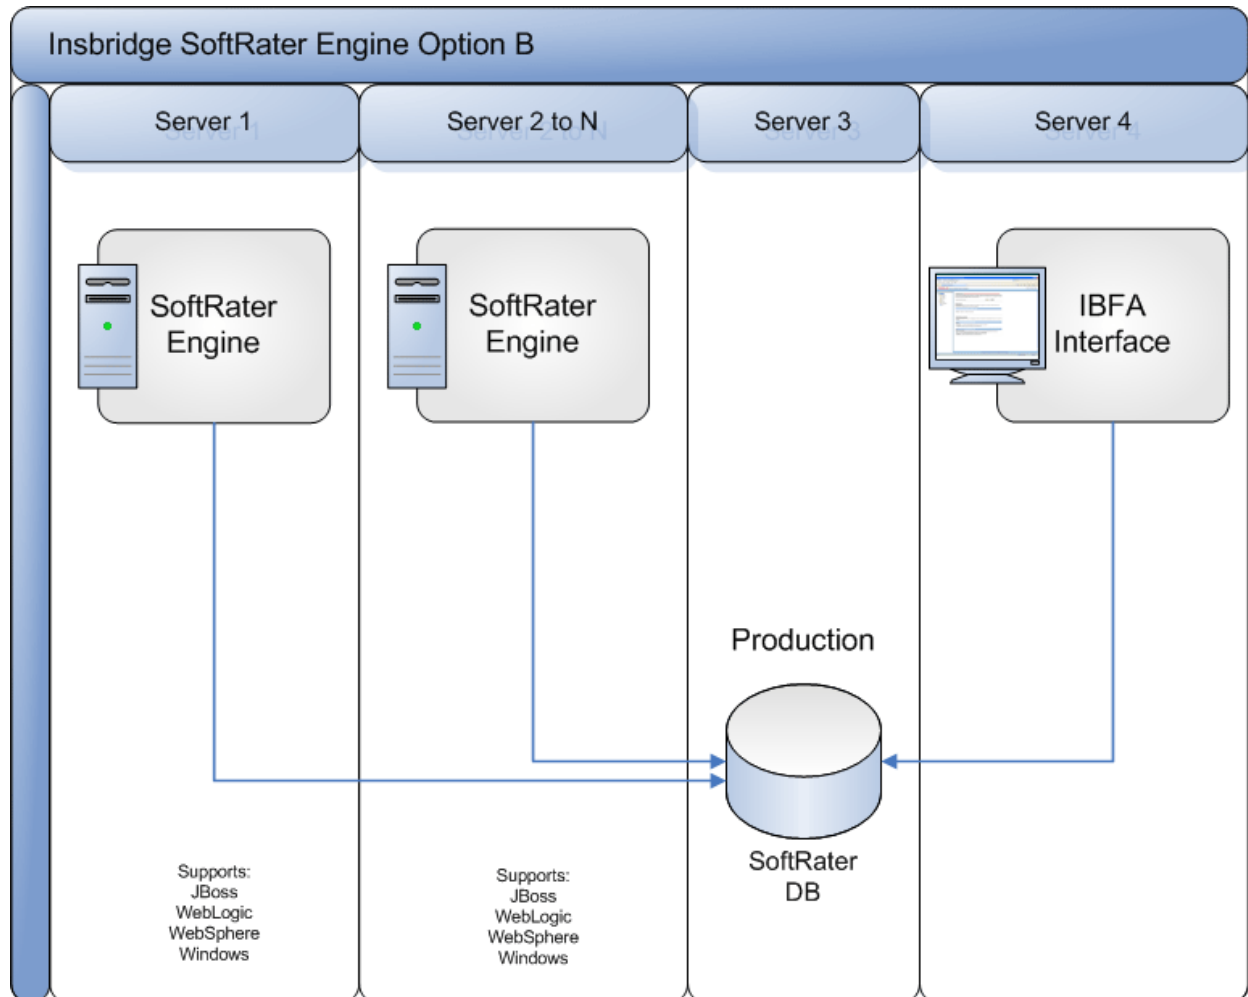 Insbridge SoftRater Engine Option B
Server 1
Server 2 to N
Server 3
Server 4
SoftRater
Engine
SoftRater
Engine
IBFA
Interface
Production
SoftRater
DB
Supports:
JBoss
WebLogic
WebSphere
Windows
Supports:
JBoss
WebLogic
WebSphere
Windows